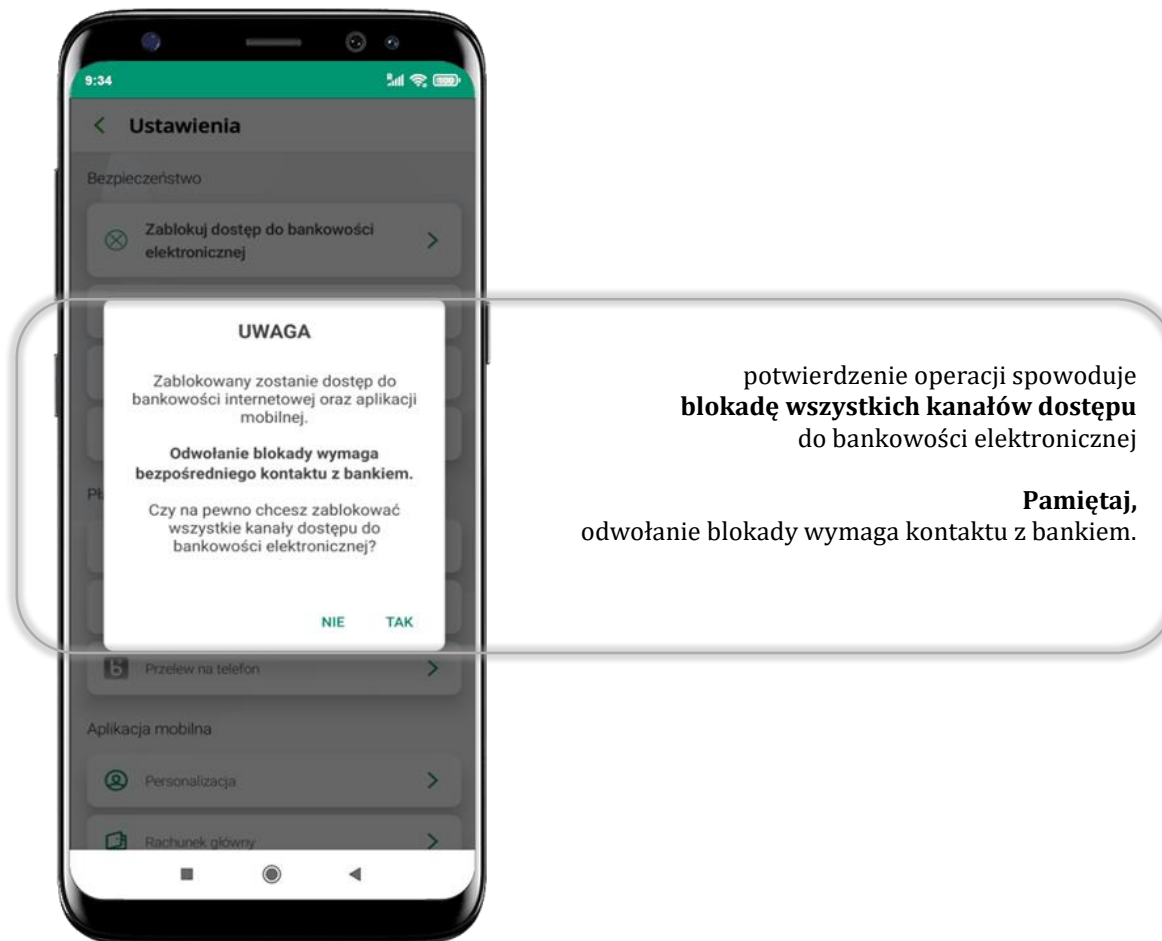 9:34
Ustawienia
Bezpieczeństwo
Zablokuj dostęp do bankowości
elektronicznej
UWAGA
Zablokowany zostanie dostęp do
bankowości internetowej oraz aplikacji
mobilnej.
Odwołanie blokady wymaga
bezpośredniego kontaktu z bankiem.
Czy na pewno chcesz zablokować
wszystkie kanały dostępu do
bankowości elektronicznej?
NIE TAK
Przelew na telefon
Aplikacja mobilna
Personalizacja
Rachunek główny
potwierdzenie operacji spowoduje
blokadę wszystkich kanałów dostępu
do bankowości elektronicznej
Pamiętaj,
odwołanie blokady wymaga kontaktu z bankiem.